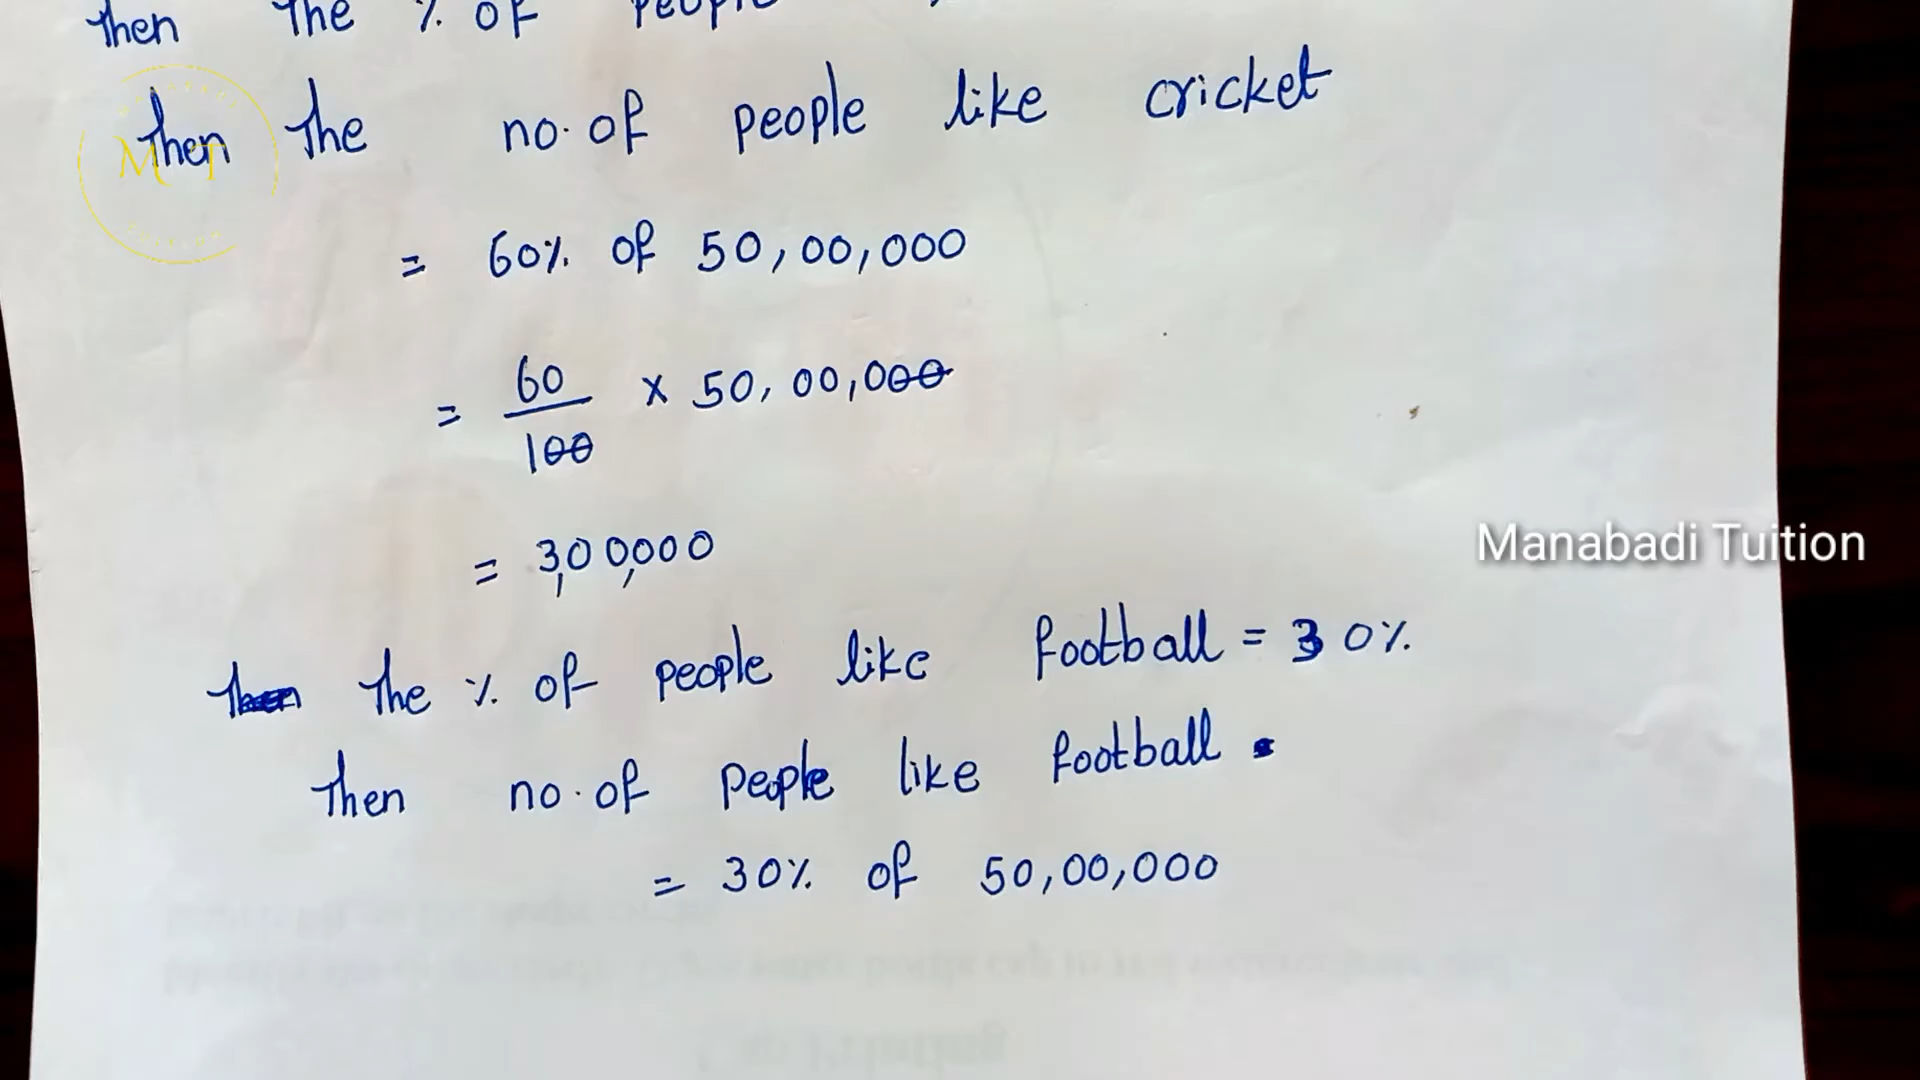 then the % of people
then the no. of people like cricket
MT
= 60% of 50,00,000
= 60/100 x 50,00,000
= 3,00,000
Manabadi Tuition
then the % of people like football = 30%
then no. of people like football
= 30% of 50,00,000